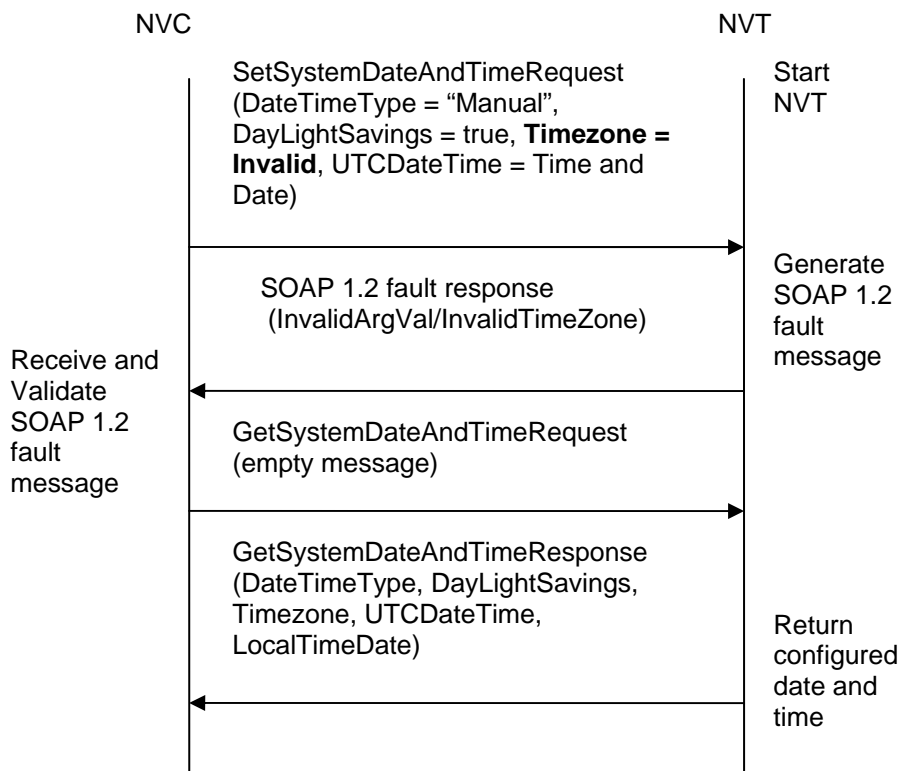 NVC
NVT
SetSystemDateAndTimeRequest
(DateTimeType = “Manual”,
DayLightSavings = true, Timezone =
Invalid, UTCDateTime = Time and
Date)
Start
NVT
SOAP 1.2 fault response
(InvalidArgVal/InvalidTimeZone)
Generate
SOAP 1.2
fault
message
Receive and
Validate
SOAP 1.2
fault
message
GetSystemDateAndTimeRequest
(empty message)
GetSystemDateAndTimeResponse
(DateTimeType, DayLightSavings,
Timezone, UTCDateTime,
LocalTimeDate)
Return
configured
date and
time